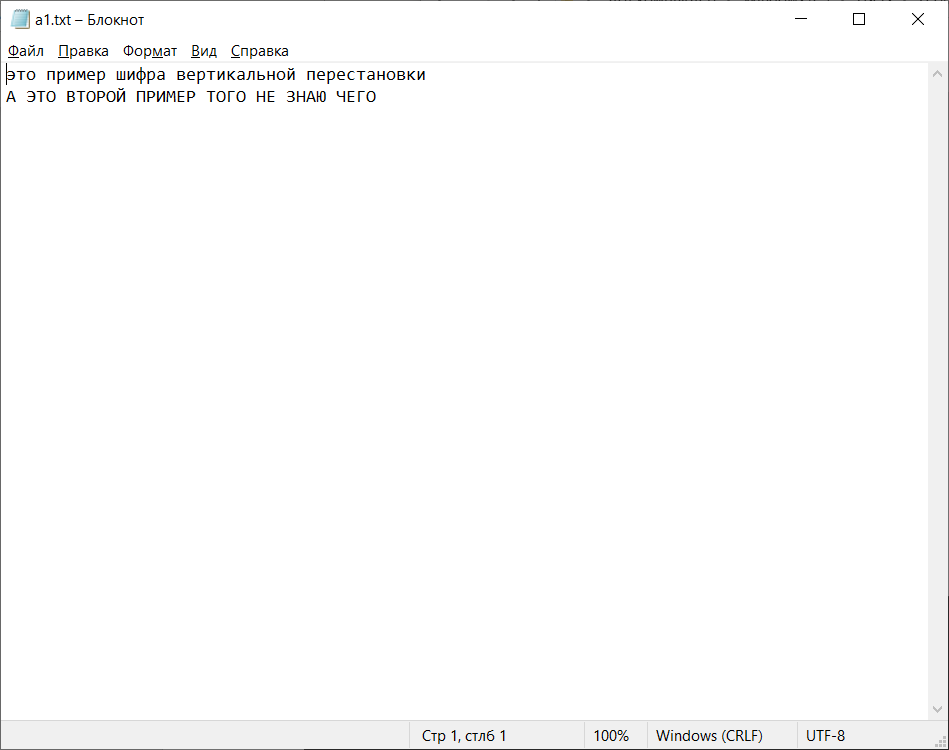 a1.txt – Блокнот
Файл Правка Формат Вид Справка
это пример шифра вертикальной перестановки
А ЭТО ВТОРОЙ ПРИМЕР ТОГО НЕ ЗНАЮ ЧЕГО
Стр 1, стлб 1 100% Windows (CRLF) UTF-8